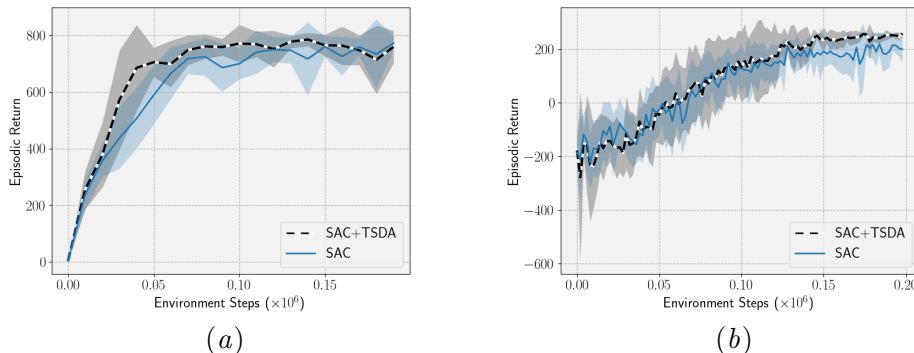 800
600
400
200
0
Episodic Return
SAC+TSDA
SAC
0.00 0.05 0.10 0.15
Environment Steps (×10⁶)
(a)
200
0
−200
−400
−600
Episodic Return
SAC+TSDA
SAC
0.00 0.05 0.10 0.15 0.20
Environment Steps (×10⁶)
(b)